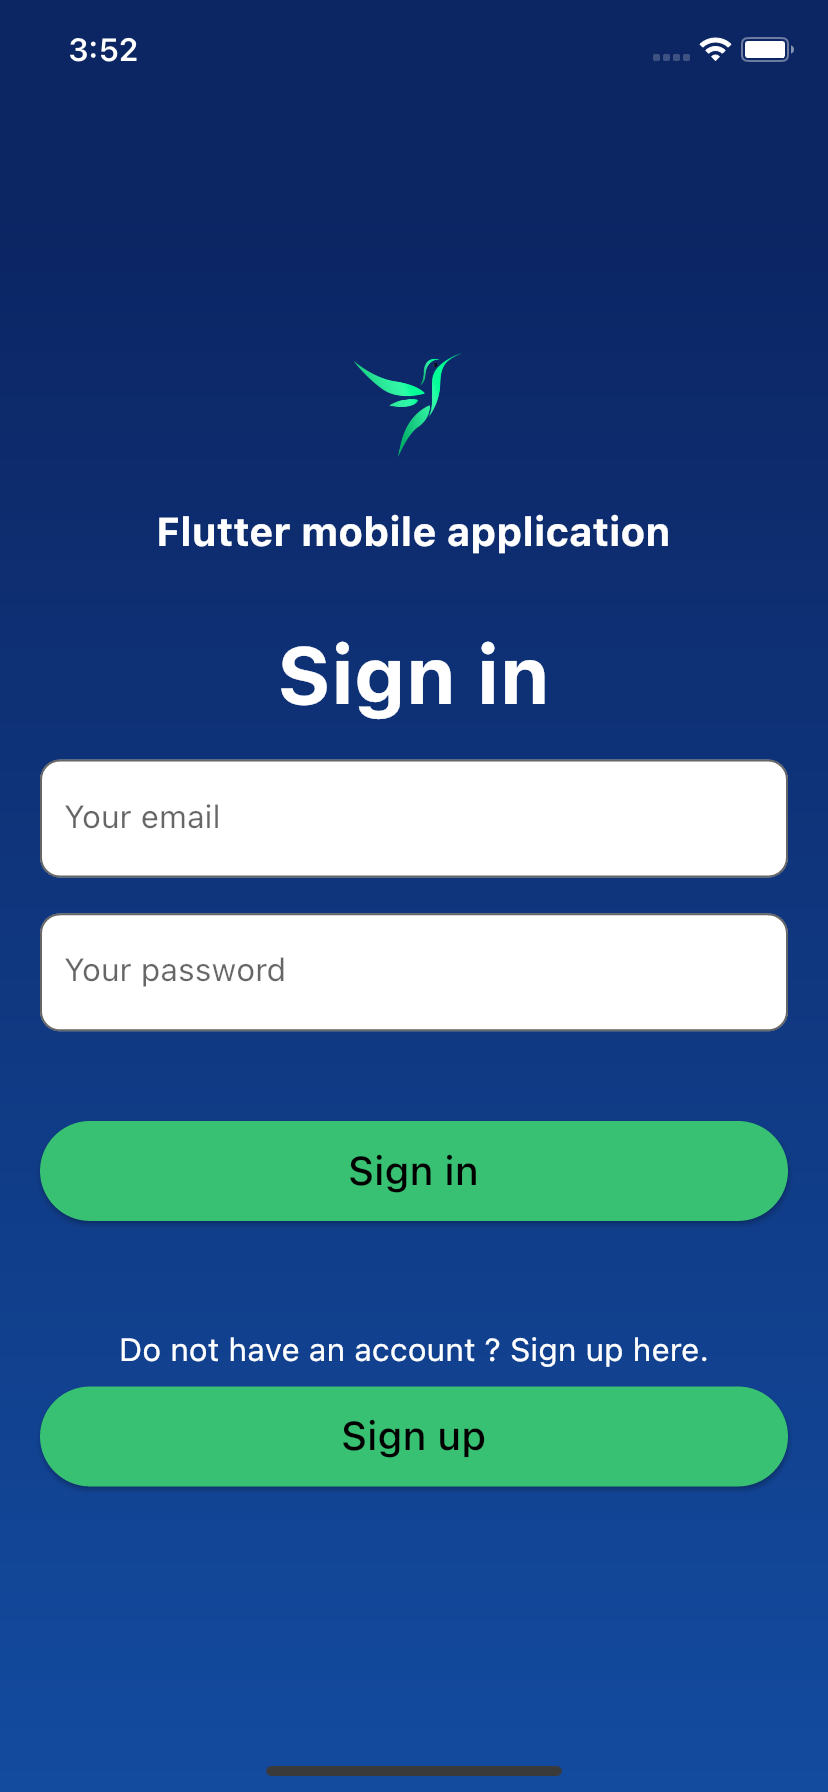 3:52
Flutter mobile application
Sign in
Your email
Your password
Sign in
Do not have an account ? Sign up here.
Sign up